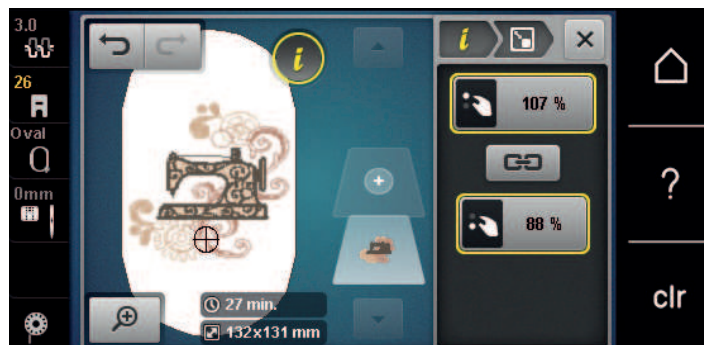 3.0
26
Oval
0mm
i
27 min.
132x131 mm
i
107 %
88 %
?
clr